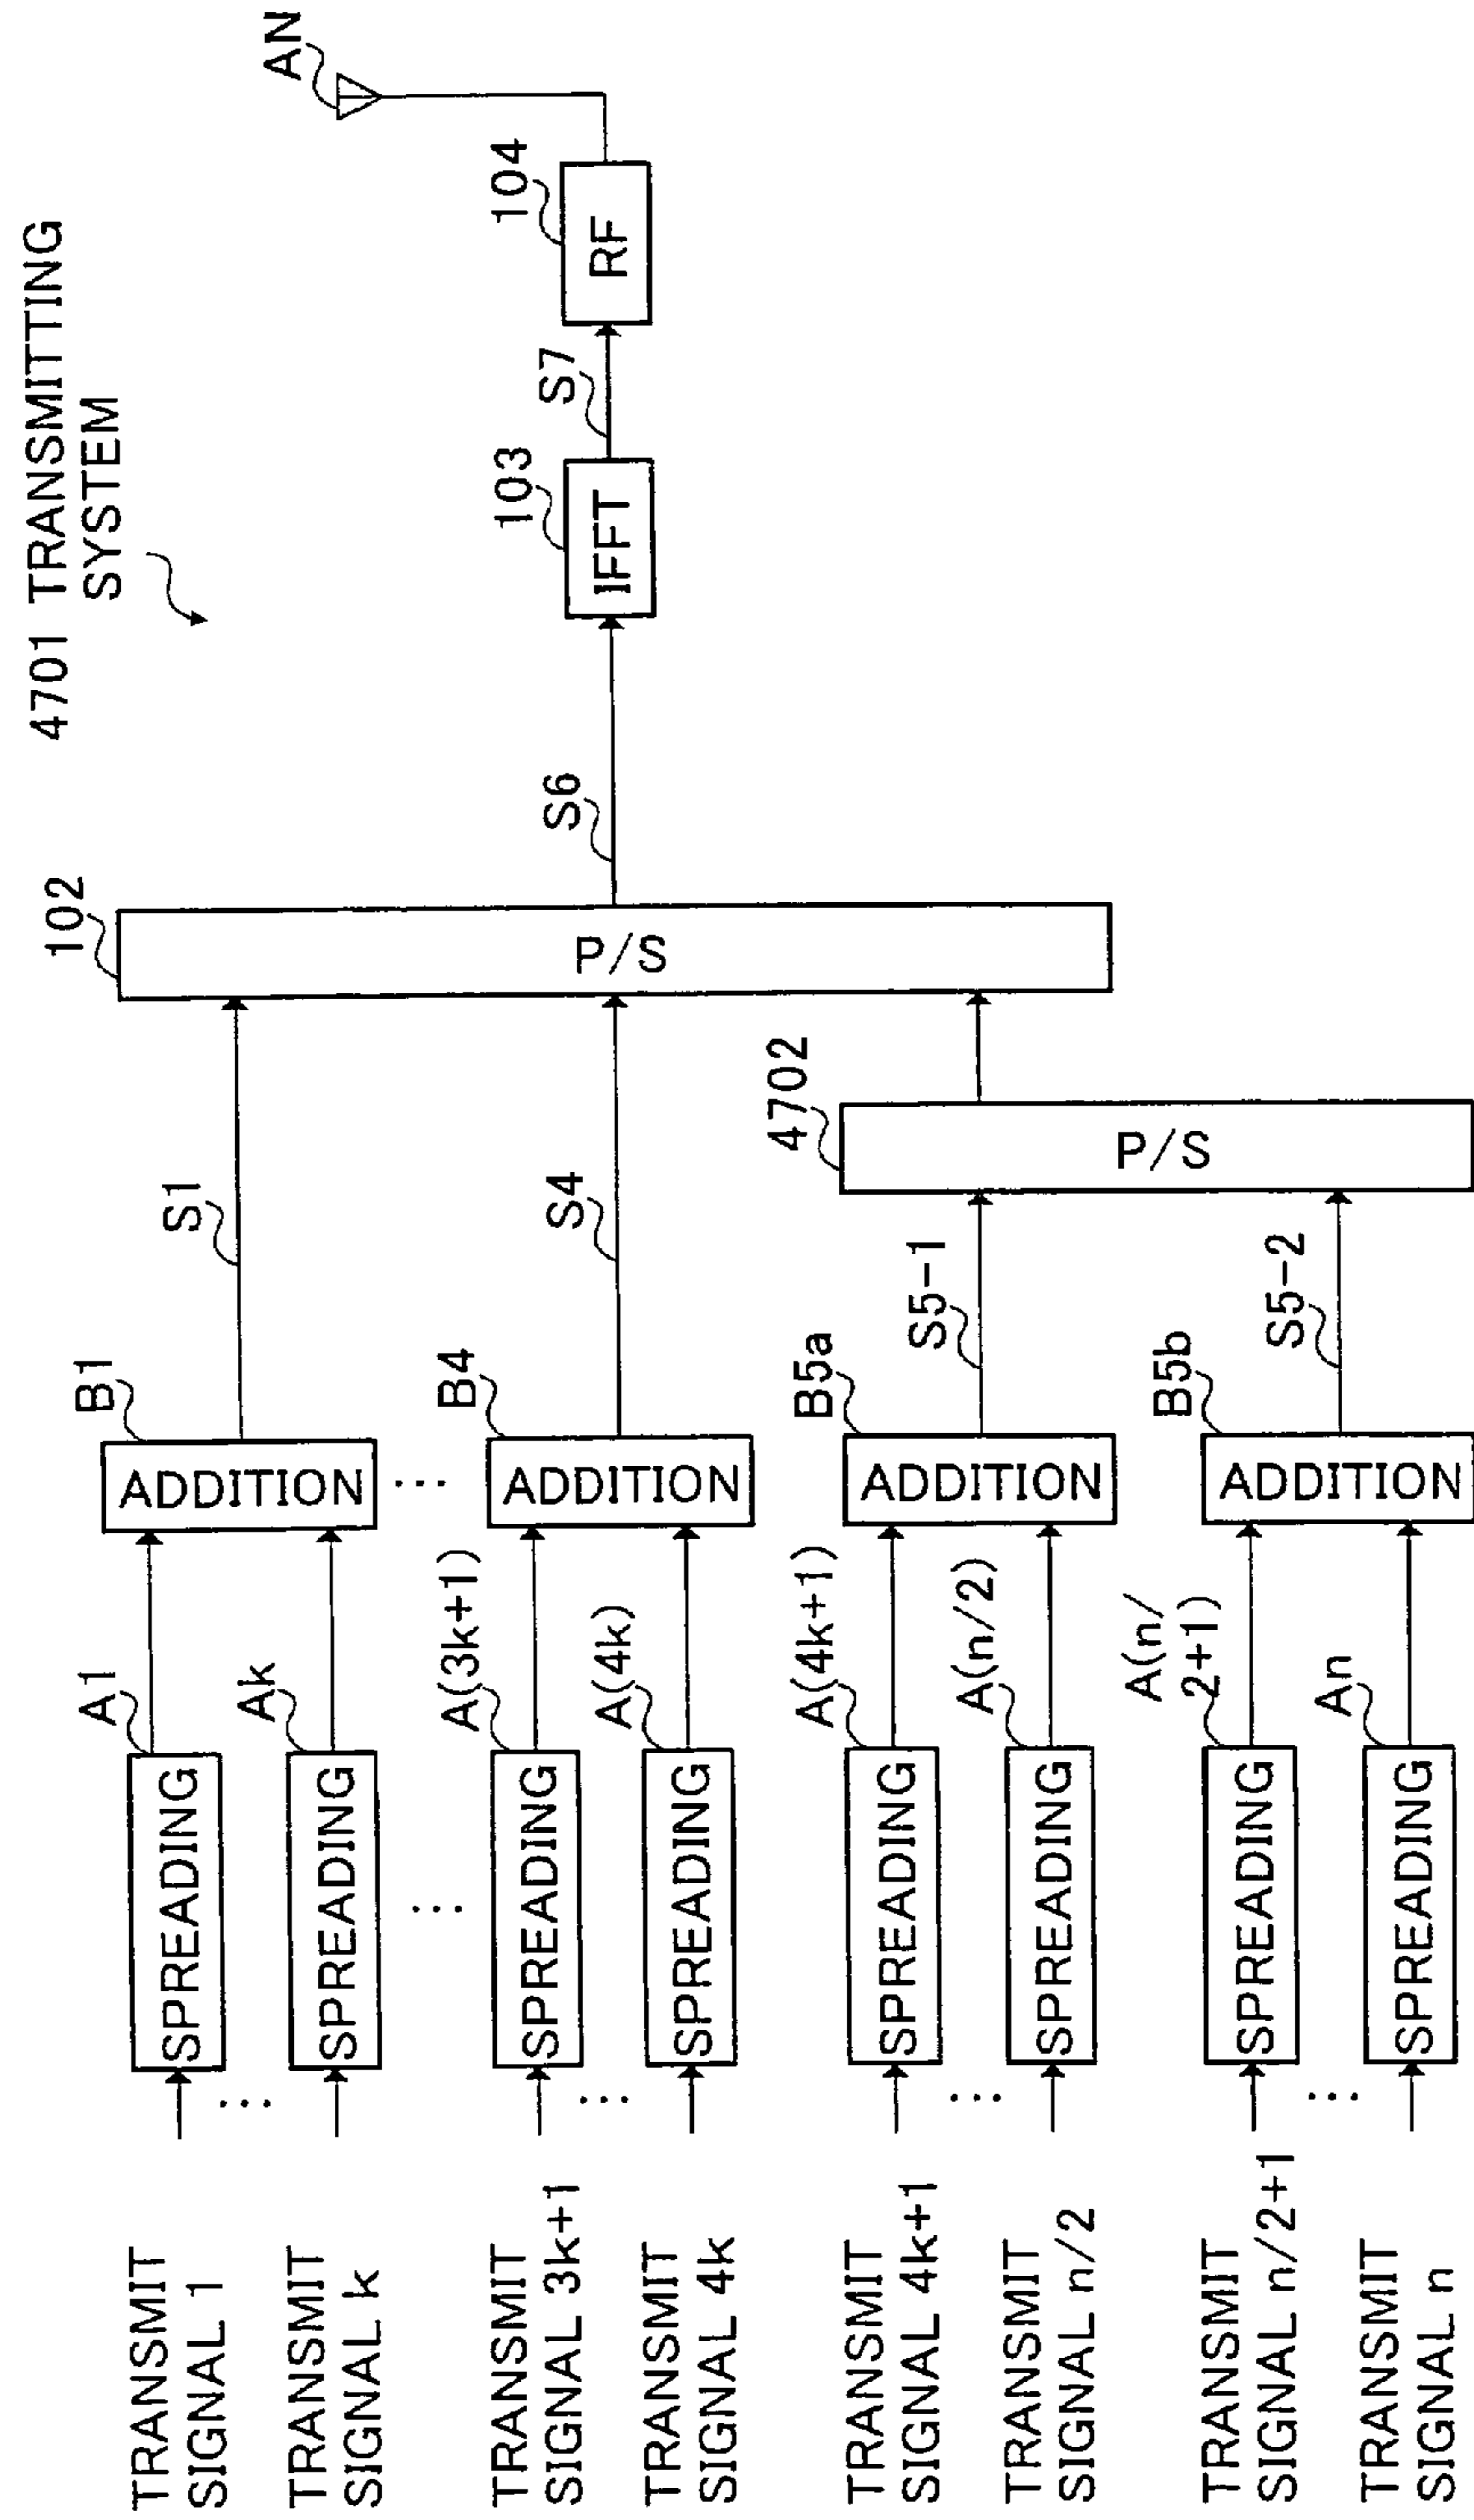 4701 TRANSMITTING
SYSTEM
AN
104
RF
S7
103
IFFT
S6
102
P/S
4702
P/S
S1
S4
S5-1
S5-2
B1
ADDITION
...
B4
ADDITION
B5a
ADDITION
B5b
ADDITION
A1
Ak
A(3k+1)
A(4k)
A(4k+1)
A(n/2)
A(n/
2+1)
An
SPREADING
SPREADING
...
SPREADING
SPREADING
SPREADING
SPREADING
SPREADING
SPREADING
...
...
...
...
TRANSMIT
SIGNAL 1
TRANSMIT
SIGNAL k
TRANSMIT
SIGNAL 3k+1
TRANSMIT
SIGNAL 4k
TRANSMIT
SIGNAL 4k+1
TRANSMIT
SIGNAL n/2
TRANSMIT
SIGNAL n/2+1
TRANSMIT
SIGNAL n